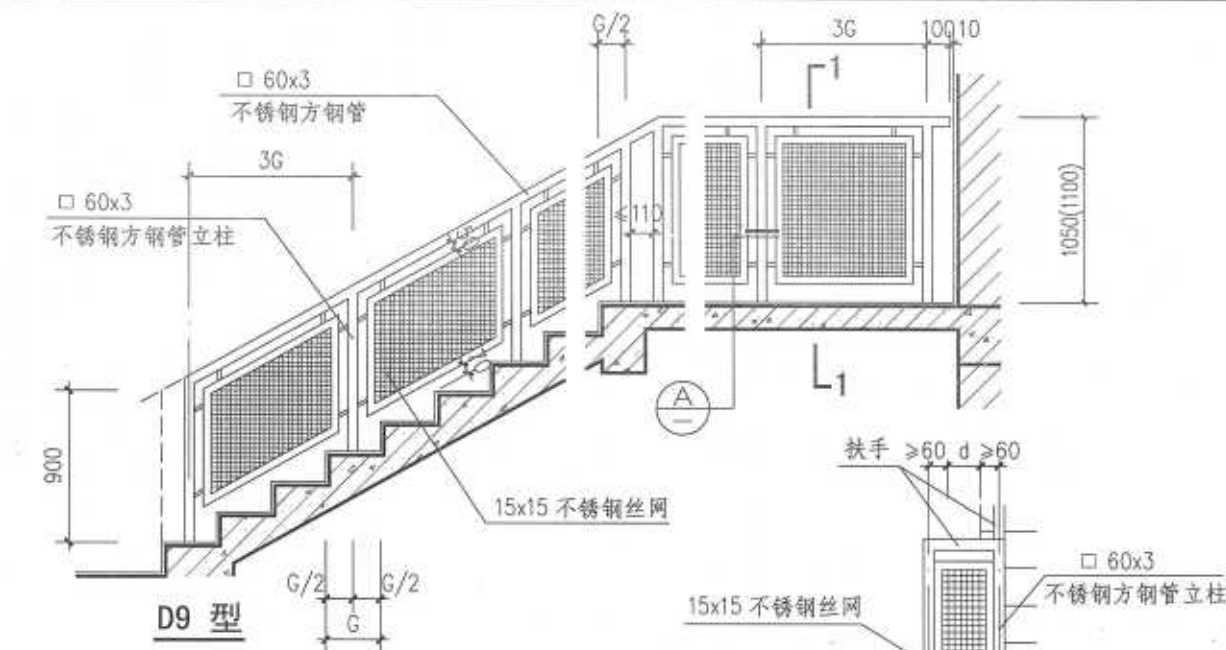 G/2
3G
10010
1
□ 60x3
不锈钢方钢管
3G
□ 60x3
不锈钢方钢管立柱
≤110
1050(1100)
1
A
900
扶手 ≥60 d ≥60
15x15 不锈钢丝网
□ 60x3
不锈钢方钢管立柱
G/2
G/2
G
15x15 不锈钢丝网
D9 型